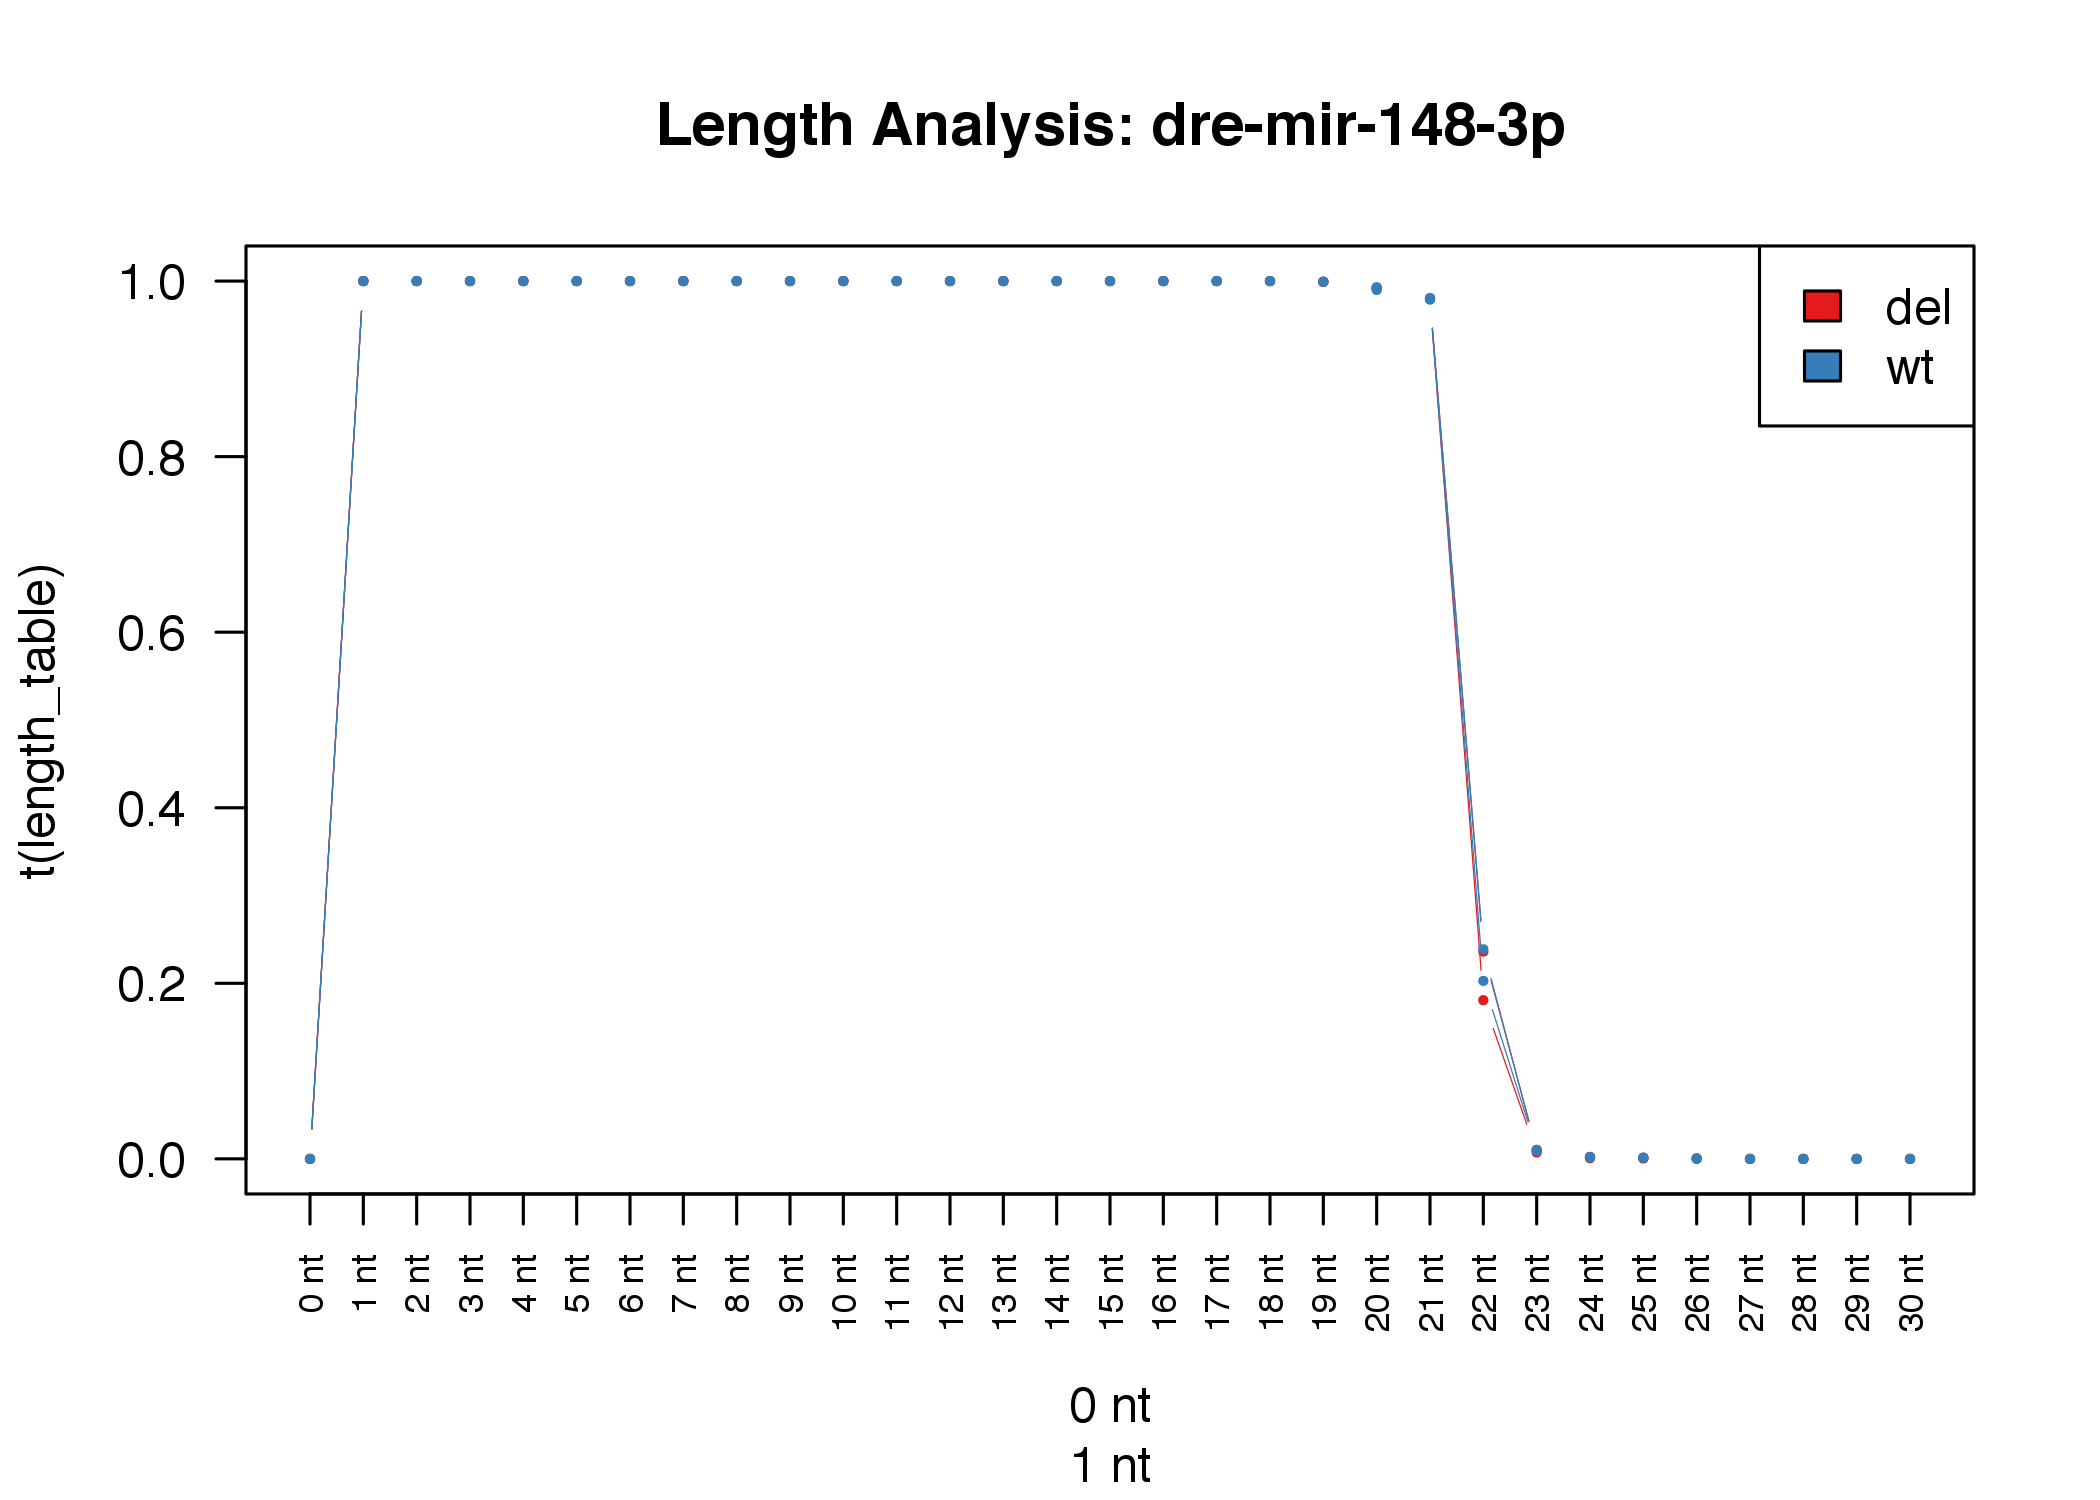 Length Analysis: dre-mir-148-3p
del
wt
t(length_table)
1.0
0.8
0.6
0.4
0.2
0.0
0 nt
1 nt
2 nt
3 nt
4 nt
5 nt
6 nt
7 nt
8 nt
9 nt
10 nt
11 nt
12 nt
13 nt
14 nt
15 nt
16 nt
17 nt
18 nt
19 nt
20 nt
21 nt
22 nt
23 nt
24 nt
25 nt
26 nt
27 nt
28 nt
29 nt
30 nt
0 nt
1 nt